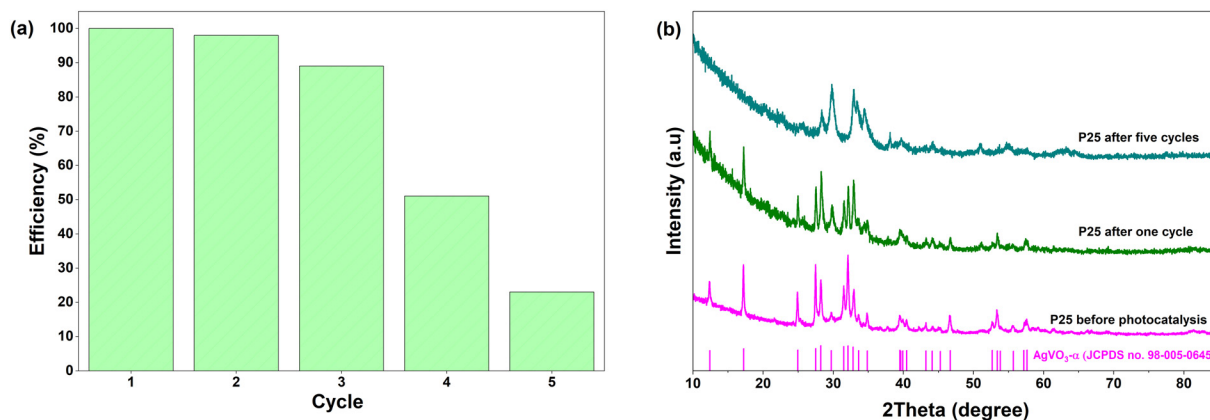 (a)
Efficiency (%)
100
90
80
70
60
50
40
30
20
10
0
1 2 3 4 5
Cycle
(b)
Intensity (a.u)
P25 after five cycles
P25 after one cycle
P25 before photocatalysis
AgVO₃-α (JCPDS no. 98-005-0645
10 20 30 40 50 60 70 80
2Theta (degree)